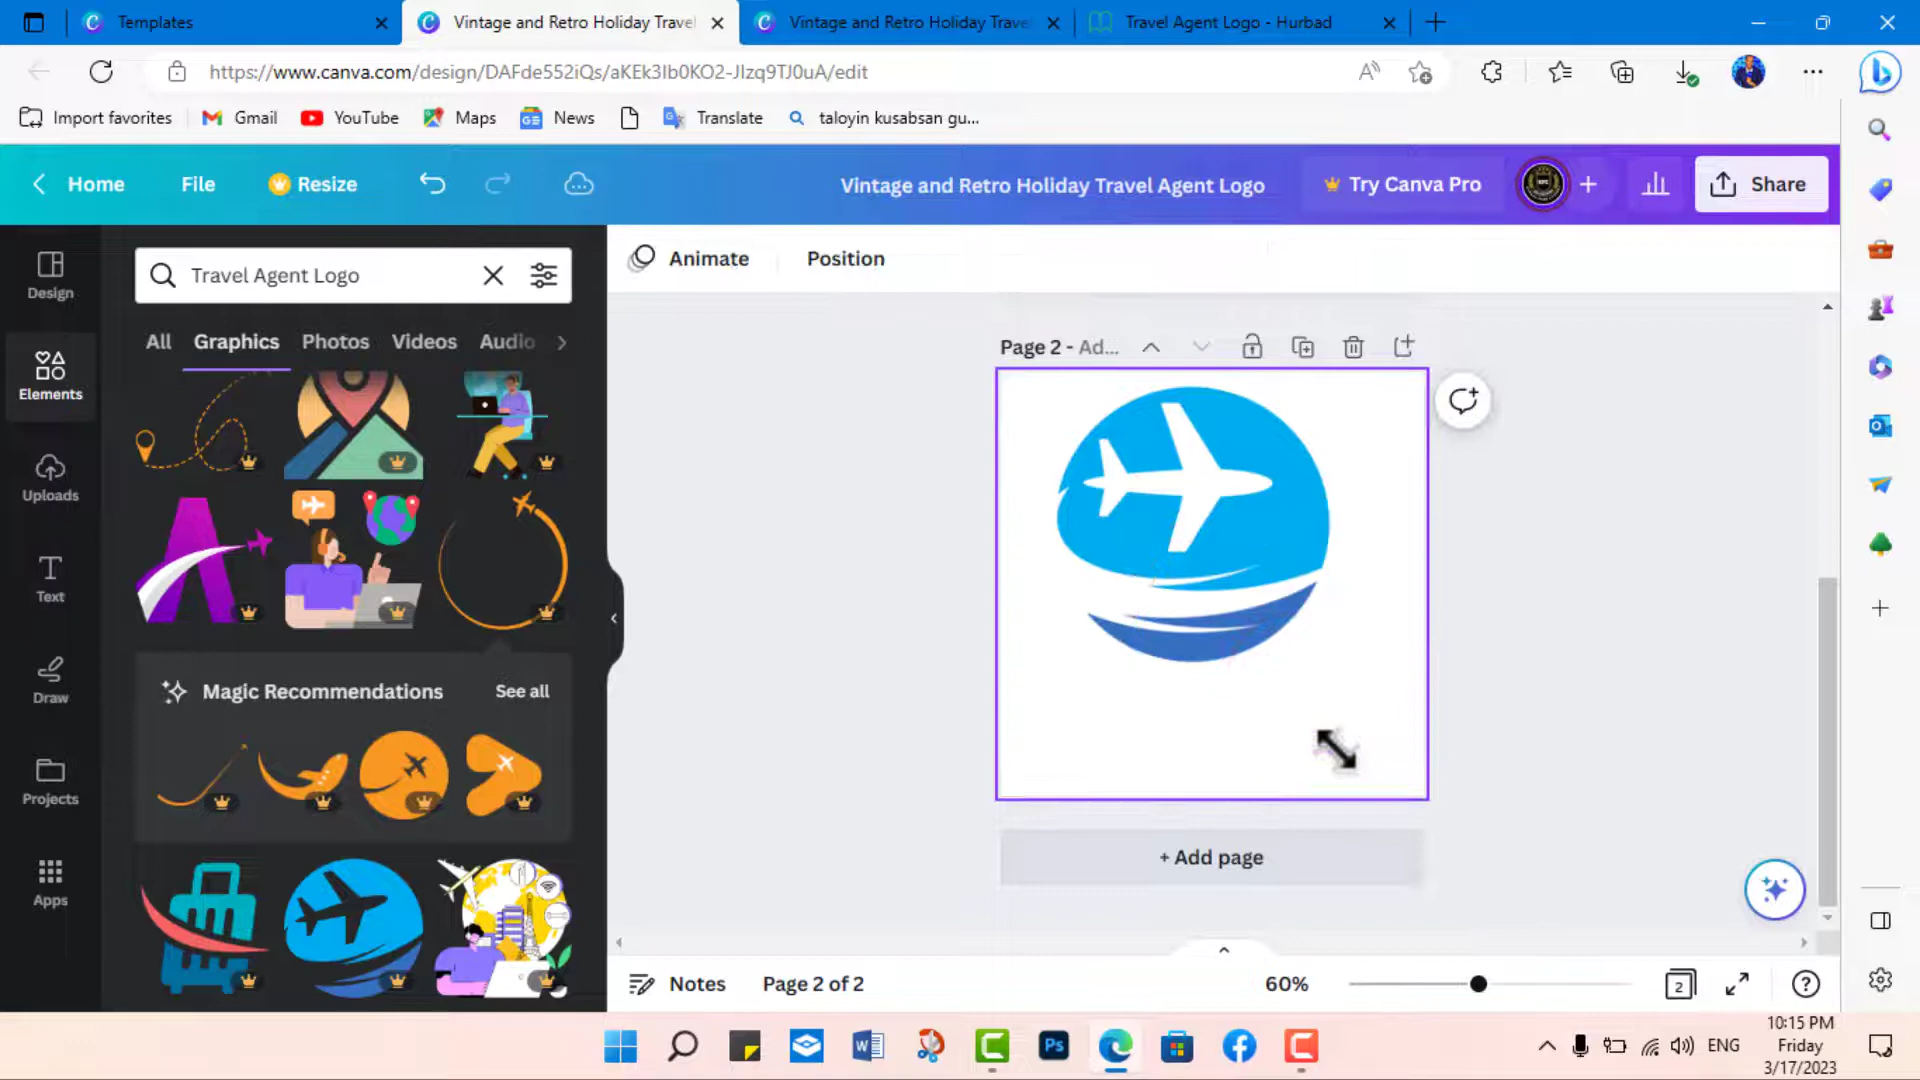 Templates
Vintage and Retro Holiday Travel
Vintage and Retro Holiday Trave
Travel Agent Logo - Hurbad
https://www.canva.com/design/DAFde552iQs/aKEk3lb0KO2-JIzq9TJ0uA/edit
Import favorites
Gmail
YouTube
Maps
News
Translate
taloyin kusabsan gu...
Home
File
Resize
Vintage and Retro Holiday Travel Agent Logo
Try Canva Pro
Share
Design
Elements
Uploads
Text
Draw
Projects
Apps
Travel Agent Logo
All
Graphics
Photos
Videos
Audio
Magic Recommendations
See all
Animate
Position
Page 2 - Ad...
+ Add page
Notes
Page 2 of 2
60%
2
Ps
ENG
10:15 PM
Friday
3/17/2023